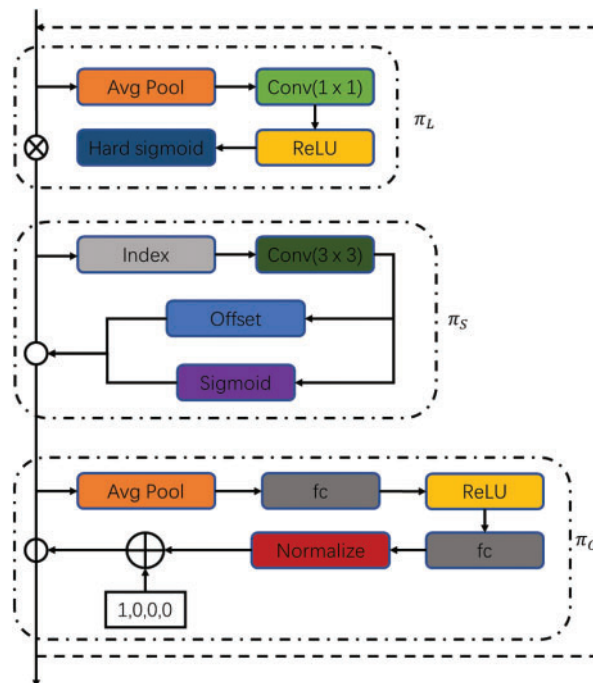 Avg Pool
Conv(1 x 1)
π_L
Hard sigmoid
ReLU
Index
Conv(3 x 3)
Offset
π_S
Sigmoid
Avg Pool
fc
ReLU
Normalize
fc
1,0,0,0